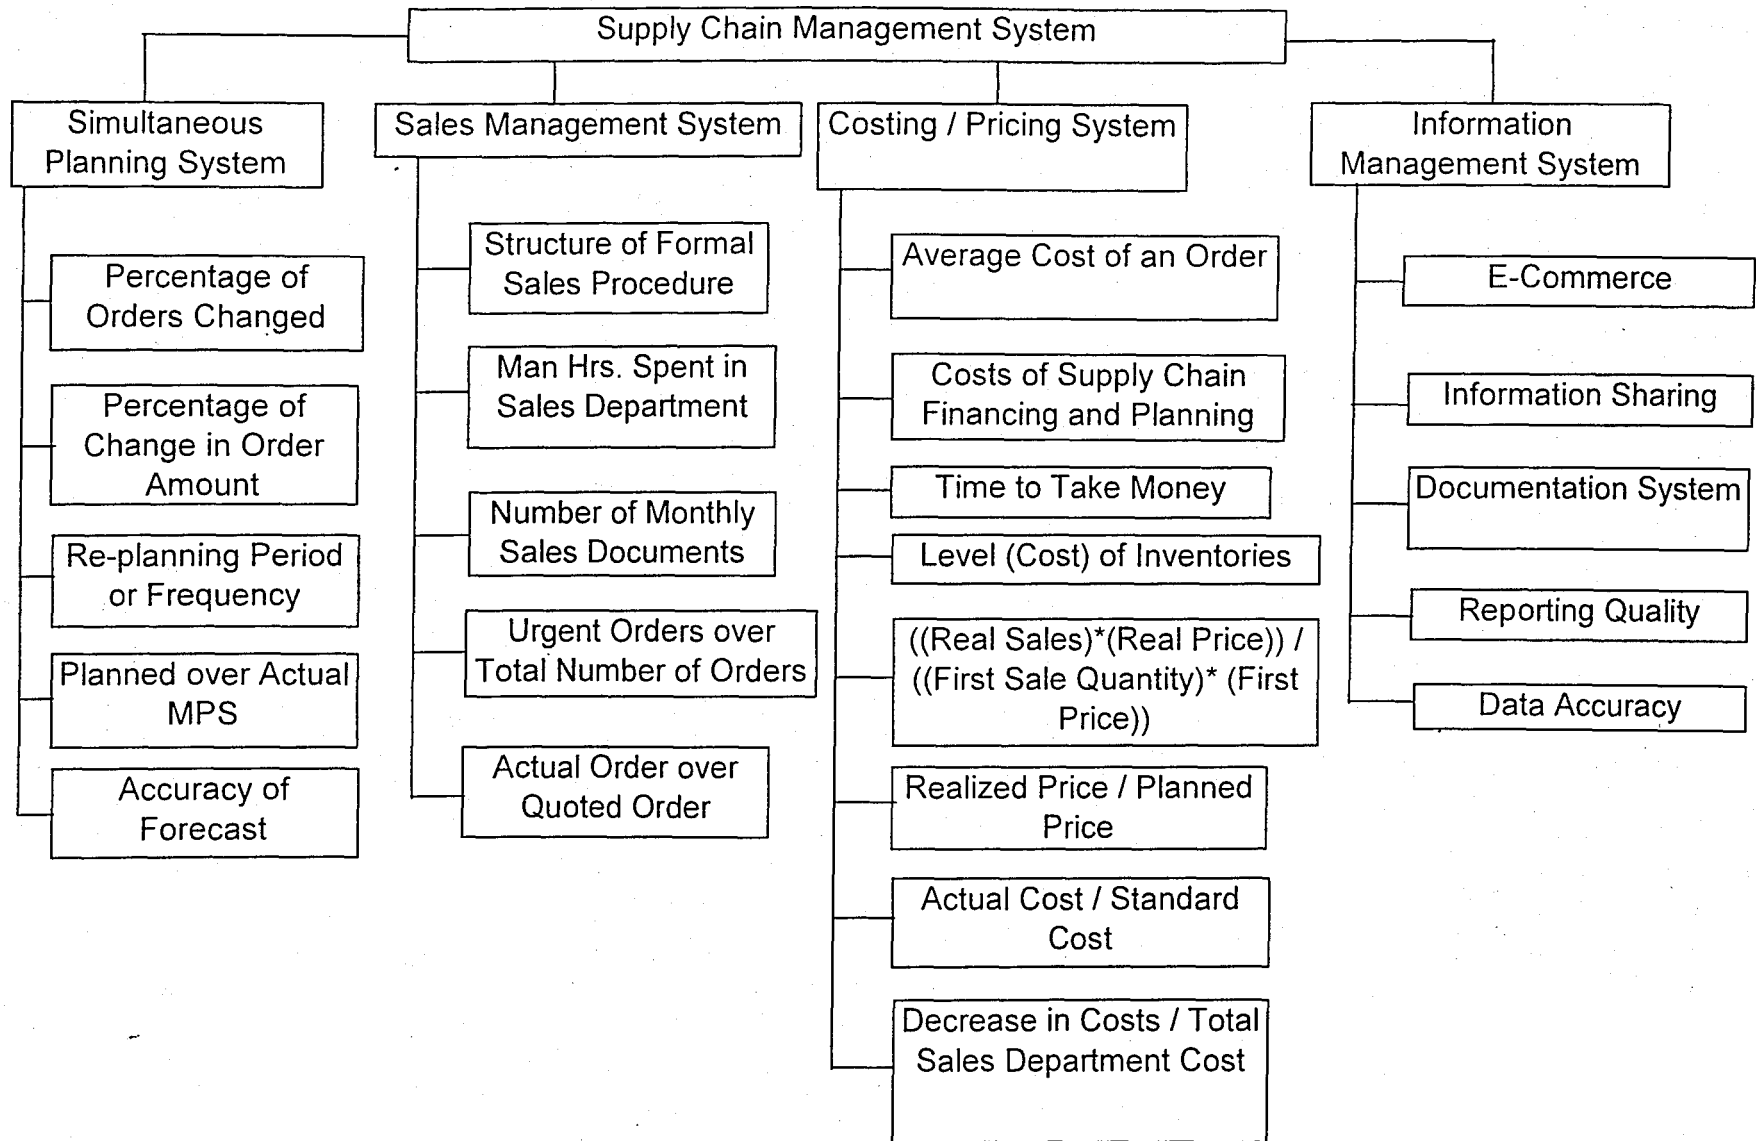 Supply Chain Management System
Simultaneous
Planning System
Percentage of
Orders Changed
Percentage of
Change in Order
Amount
Re-planning Period
or Frequency
Planned over Actual
MPS
Accuracy of
Forecast
Sales Management System
Structure of Formal
Sales Procedure
Man Hrs. Spent in
Sales Department
Number of Monthly
Sales Documents
Urgent Orders over
Total Number of Orders
Actual Order over
Quoted Order
Costing / Pricing System
Average Cost of an Order
Costs of Supply Chain
Financing and Planning
Time to Take Money
Level (Cost) of Inventories
((Real Sales)*(Real Price)) /
((First Sale Quantity)* (First
Price))
Realized Price / Planned
Price
Actual Cost / Standard
Cost
Decrease in Costs / Total
Sales Department Cost
Information
Management System
E-Commerce
Information Sharing
Documentation System
Reporting Quality
Data Accuracy